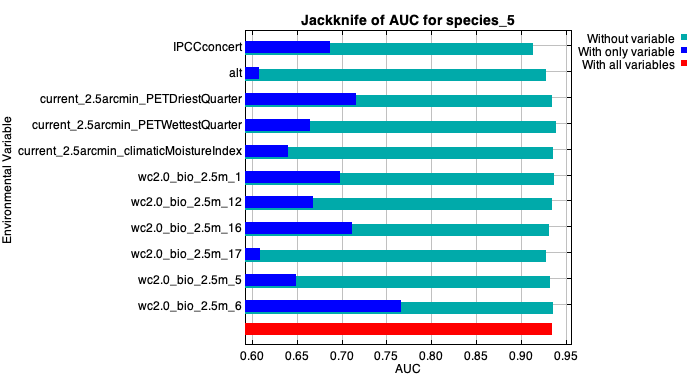 Jackknife of AUC for species_5
Without variable
With only variable
With all variables
Environmental Variable
IPCCconcert
alt
current_2.5arcmin_PETDriestQuarter
current_2.5arcmin_PETWettestQuarter
current_2.5arcmin_climaticMoistureIndex
wc2.0_bio_2.5m_1
wc2.0_bio_2.5m_12
wc2.0_bio_2.5m_16
wc2.0_bio_2.5m_17
wc2.0_bio_2.5m_5
wc2.0_bio_2.5m_6
0.60 0.65 0.70 0.75 0.80 0.85 0.90 0.95
AUC